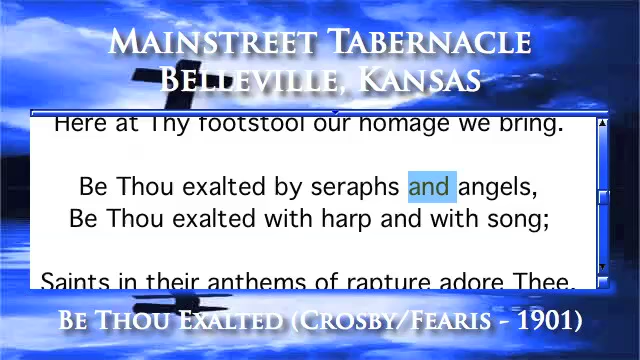 Mainstreet Tabernacle
Belleville, Kansas
Here at Thy footstool our homage we bring.
Be Thou exalted by seraphs and angels,
Be Thou exalted with harp and with song;
Saints in their anthems of rapture adore Thee,
Be Thou Exalted (Crosby/Fearis - 1901)